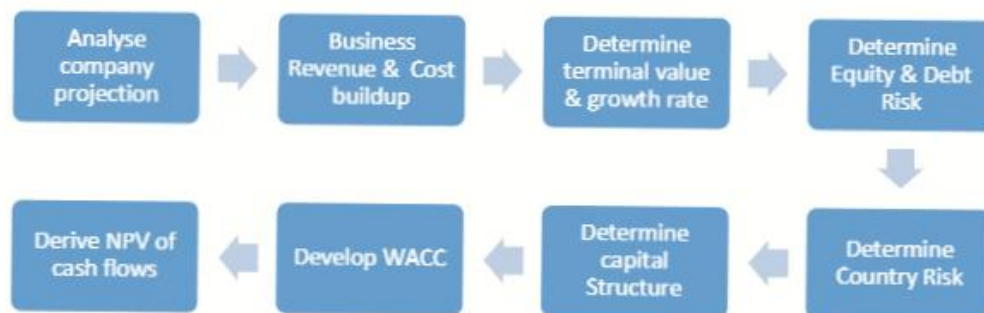 Analyse
company
projection
Business
Revenue & Cost
buildup
Determine
terminal value
& growth rate
Determine
Equity & Debt
Risk
Determine
Country Risk
Determine
capital
Structure
Develop WACC
Derive NPV of
cash flows